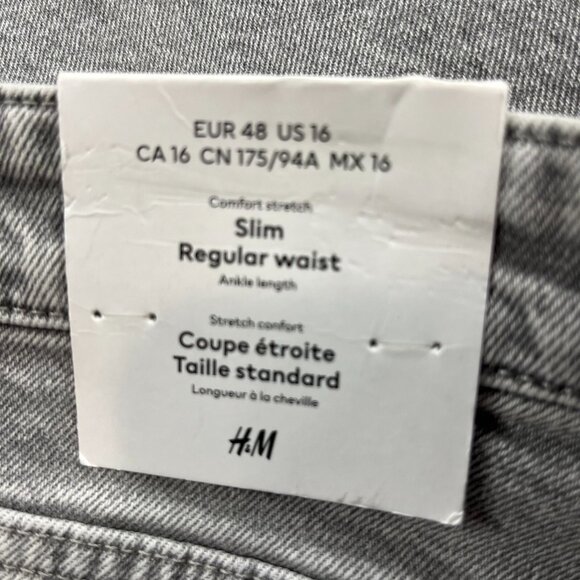 EUR 48 US 16
CA 16 CN 175/94A MX 16
Comfort stretch
Slim
Regular waist
Ankle length
Stretch confort
Coupe étroite
Taille standard
Longueur à la cheville
H&M